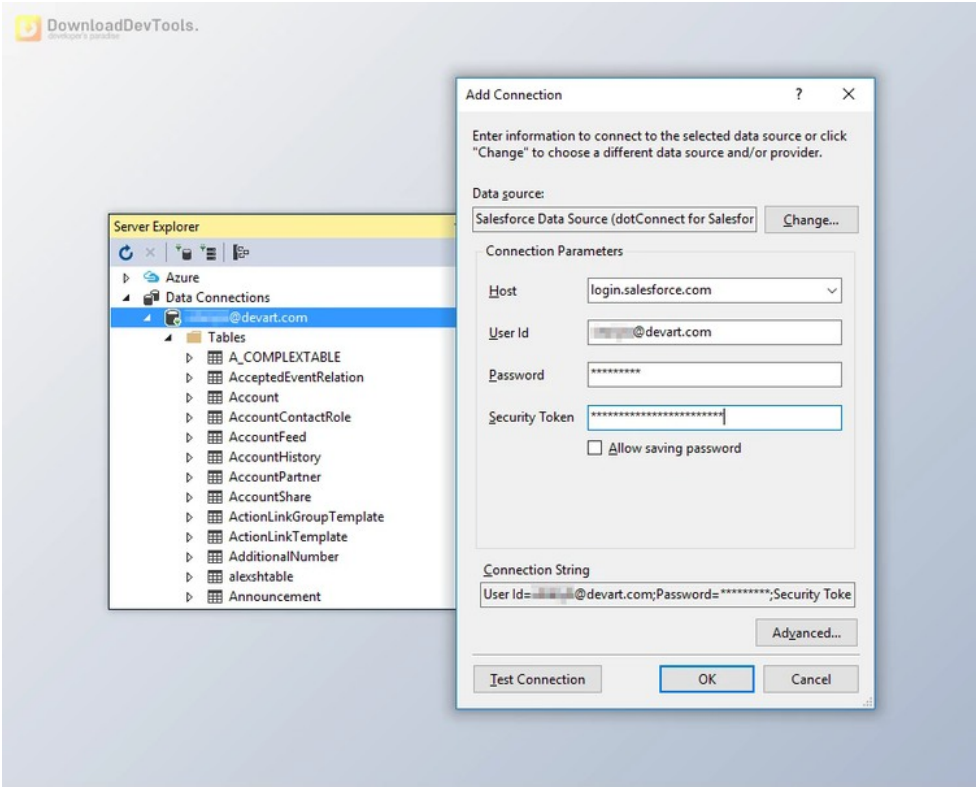 DownloadDevTools.
developer's paradise
Add Connection
?
Enter information to connect to the selected data source or click
"Change" to choose a different data source and/or provider.
Data source:
Salesforce Data Source (dotConnect for Salesfor
Change...
Connection Parameters
Host
login.salesforce.com
User Id
@devart.com
Password
*********
Security Token
************************
Allow saving password
Connection String
User Id=
@devart.com;Password=*********;Security Toke
Advanced...
Test Connection
OK
Cancel
Server Explorer
Azure
Data Connections
@devart.com
Tables
A_COMPLEXTABLE
AcceptedEventRelation
Account
AccountContactRole
AccountFeed
AccountHistory
AccountPartner
AccountShare
ActionLinkGroupTemplate
ActionLinkTemplate
AdditionalNumber
alexshtable
Announcement